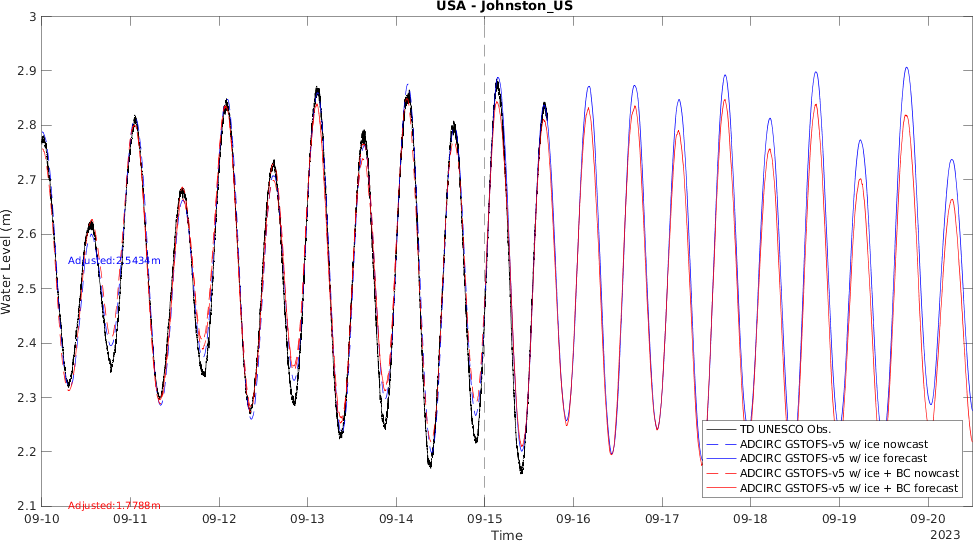 USA - Johnston_US
3
2.9
2.8
2.7
2.6
2.5
2.4
2.3
2.2
2.1
Water Level (m)
Adjusted:2.5434m
Adjusted:1.7788m
TD UNESCO Obs.
ADCIRC GSTOFS-v5 w/ ice nowcast
ADCIRC GSTOFS-v5 w/ ice forecast
ADCIRC GSTOFS-v5 w/ ice + BC nowcast
ADCIRC GSTOFS-v5 w/ ice + BC forecast
09-10 09-11 09-12 09-13 09-14 09-15 09-16 09-17 09-18 09-19 09-20
Time
2023